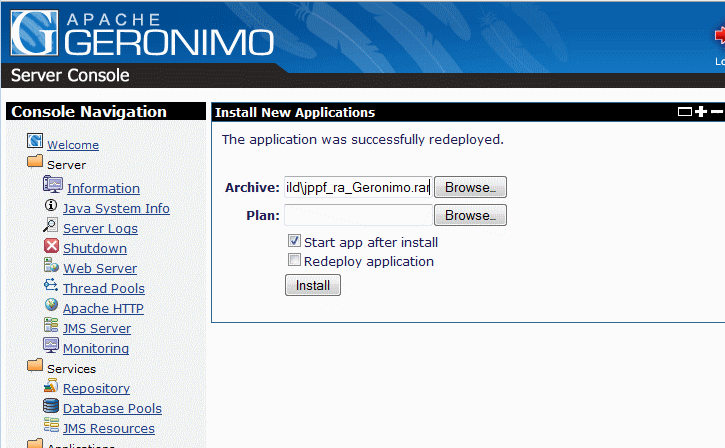 APACHE
GERONIMO
Server Console
Lo
Console Navigation
Welcome
Server
Information
Java System Info
Server Logs
Shutdown
Web Server
Thread Pools
Apache HTTP
JMS Server
Monitoring
Services
Repository
Database Pools
JMS Resources
Applications
Install New Applications
The application was successfully redeployed.
Archive: ild\jppf_ra_Geronimo.rar Browse...
Plan: Browse...
Start app after install
Redeploy application
Install